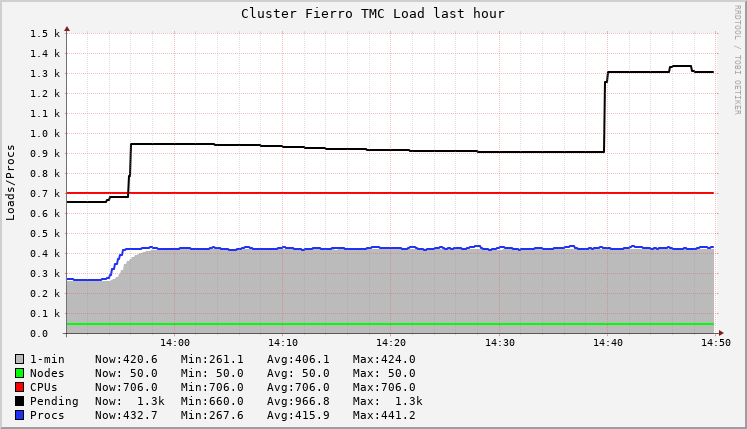 Cluster Fierro TMC Load last hour
RRDTOOL / TOBI OETIKER
Loads/Procs
1.5 k
1.4 k
1.3 k
1.2 k
1.1 k
1.0 k
0.9 k
0.8 k
0.7 k
0.6 k
0.5 k
0.4 k
0.3 k
0.2 k
0.1 k
0.0
14:00 14:10 14:20 14:30 14:40 14:50
1-min Now:420.6 Min:261.1 Avg:406.1 Max:424.0
Nodes Now: 50.0 Min: 50.0 Avg: 50.0 Max: 50.0
CPUs Now:706.0 Min:706.0 Avg:706.0 Max:706.0
Pending Now: 1.3k Min:660.0 Avg:966.8 Max: 1.3k
Procs Now:432.7 Min:267.6 Avg:415.9 Max:441.2